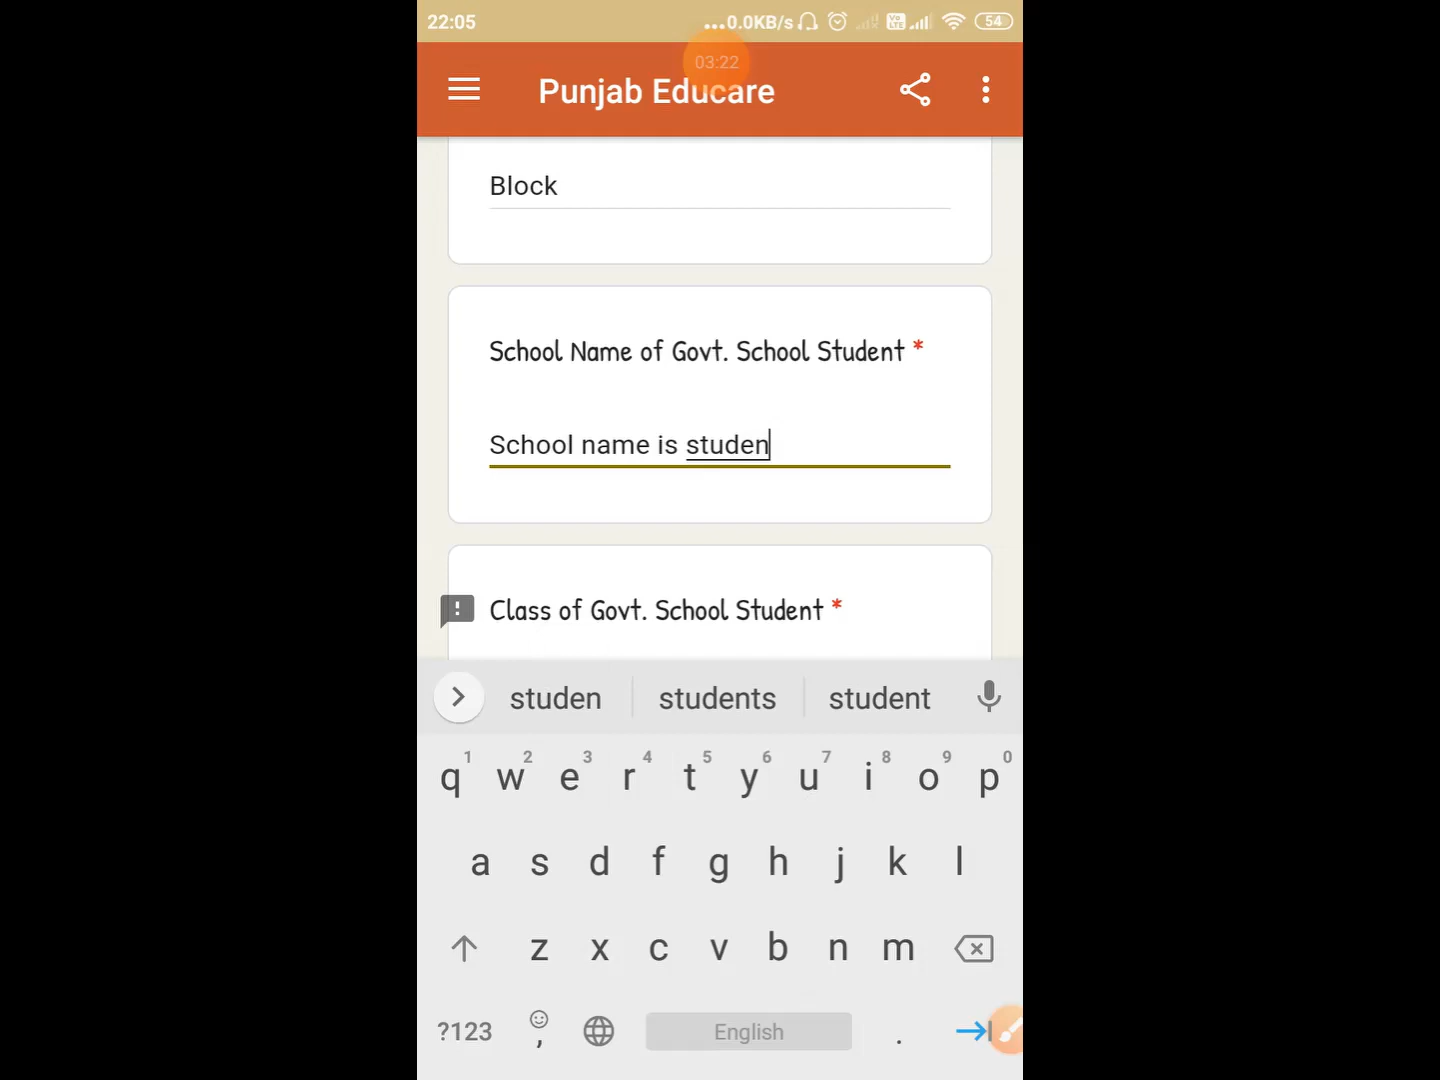 22:05 ...0.0KB/s Vo LTE 54
03:22
Punjab Educare
Block
School Name of Govt. School Student *
School name is studen
Class of Govt. School Student *
studen students student
1 2 3 4 5 6 7 8 9 0
q w e r t y u i o p
a s d f g h j k l
z x c v b n m
?123 , English .